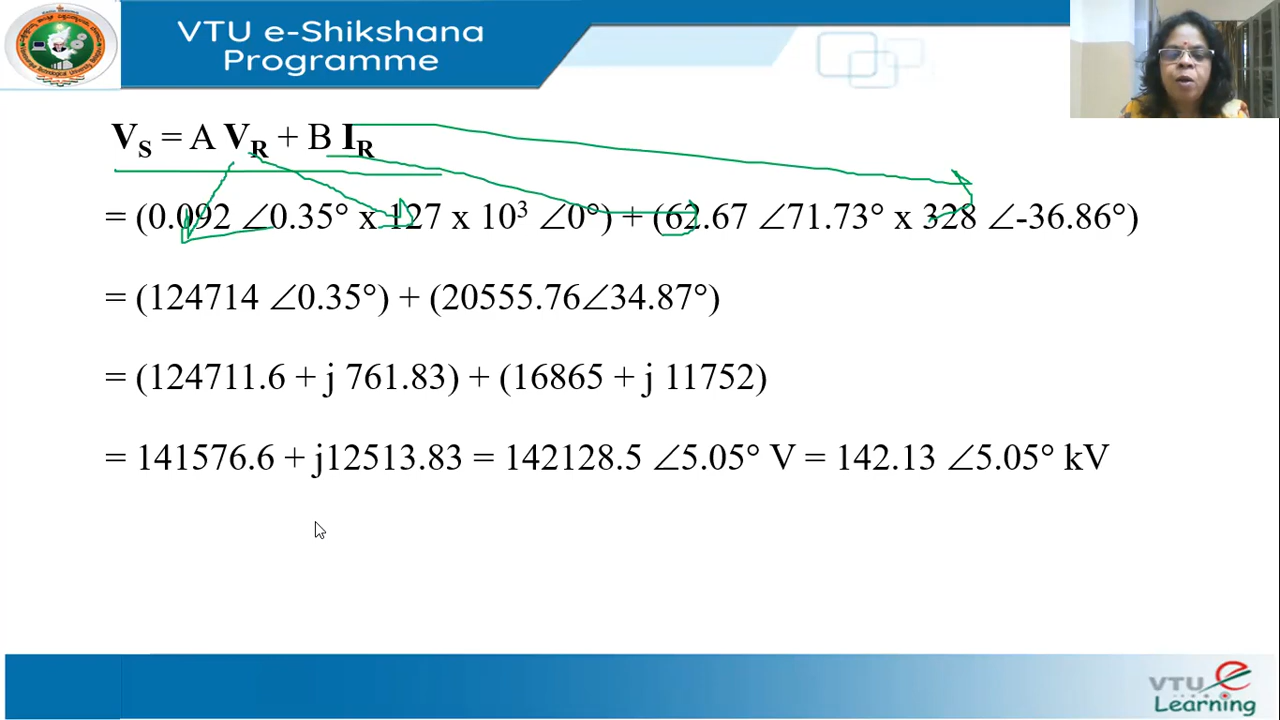 VTU e-Shikshana
Programme
V_S = A V_R + B I_R
= (0.092 ∠0.35° x 127 x 10³ ∠0°) + (62.67 ∠71.73° x 328 ∠-36.86°)
= (124714 ∠0.35°) + (20555.76∠34.87°)
= (124711.6 + j 761.83) + (16865 + j 11752)
= 141576.6 + j12513.83 = 142128.5 ∠5.05° V = 142.13 ∠5.05° kV
VTU e
Learning